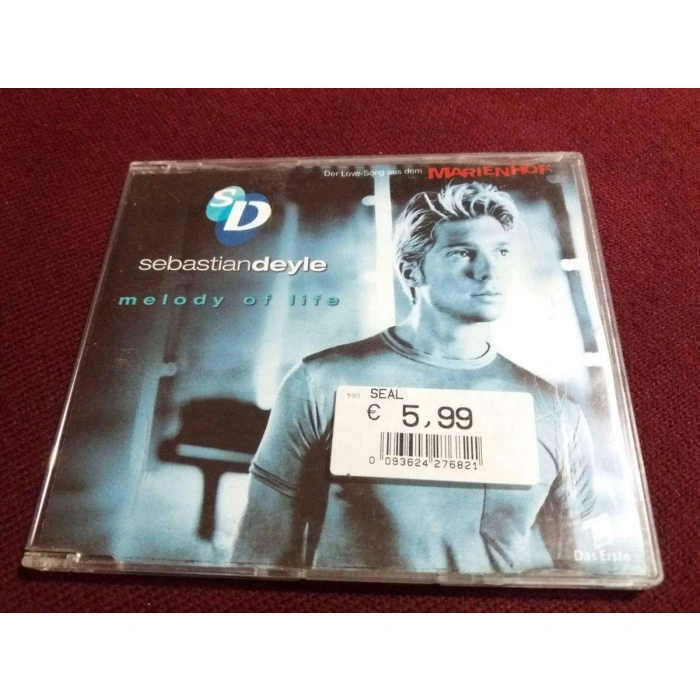 Der Love-Song aus dem MARIENHOF
SD
sebastiandeyle
melody of life
SEAL
€ 5,99
0 093624 276821
1
Das Erste